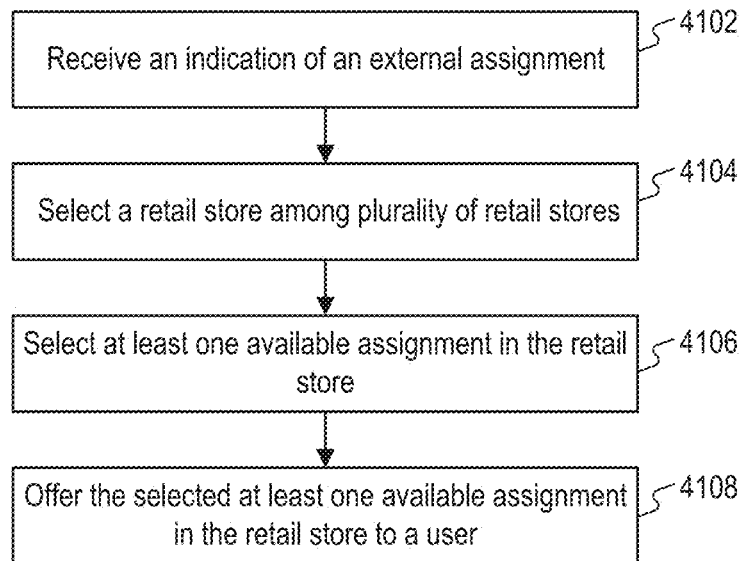 Receive an indication of an external assignment
4102
Select a retail store among plurality of retail stores
4104
Select at least one available assignment in the retail
store
4106
Offer the selected at least one available assignment
in the retail store to a user
4108